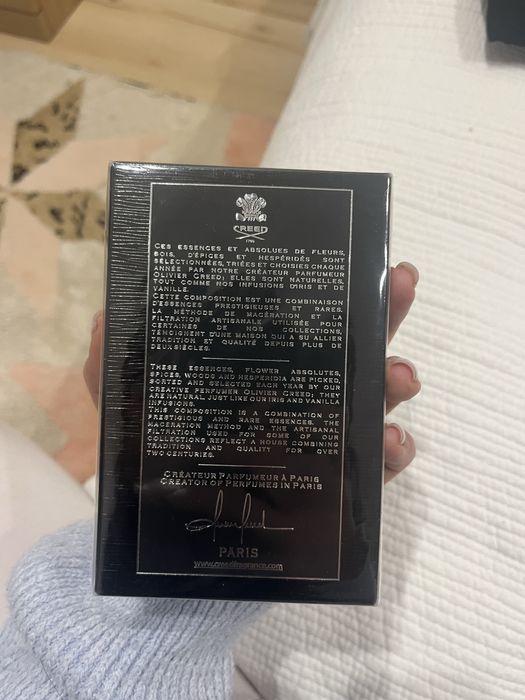 CREED
1760
CES ESSENCES ET ABSOLUES DE FLEURS,
BOIS, D'ÉPICES ET HESPÉRIDÉS SONT
SÉLECTIONNÉES, TRIÉES ET CHOISIES CHAQUE
ANNÉE PAR NOTRE CRÉATEUR PARFUMEUR
OLIVIER CREED; ELLES SONT NATURELLES,
TOUT COMME NOS INFUSIONS D'IRIS ET DE
VANILLE.
CETTE COMPOSITION EST UNE COMBINAISON
D'ESSENCES PRESTIGIEUSES ET RARES.
LA MÉTHODE DE MACÉRATION ET LA
FILTRATION ARTISANALE UTILISÉE POUR
CERTAINES DE NOS COLLECTIONS,
TÉMOIGNENT D'UNE MAISON QUI A SU ALLIER
TRADITION ET QUALITÉ DEPUIS PLUS DE
DEUX SIÈCLES.
THESE ESSENCES, FLOWER ABSOLUTES,
SPICES, WOODS AND HESPERIDIA ARE PICKED,
SORTED AND SELECTED EACH YEAR BY OUR
CREATIVE PERFUMER OLIVIER CREED; THEY
ARE NATURAL, JUST LIKE OUR IRIS AND VANILLA
INFUSIONS.
THIS COMPOSITION IS A COMBINATION OF
PRESTIGIOUS AND RARE ESSENCES. THE
MACERATION METHOD AND THE ARTISANAL
FILTRATION USED FOR SOME OF OUR
COLLECTIONS REFLECT A HOUSE COMBINING
TRADITION AND QUALITY FOR OVER
TWO CENTURIES.
CRÉATEUR PARFUMEUR À PARIS
CREATOR OF PERFUMES IN PARIS
PARIS
www.creedfragrance.com